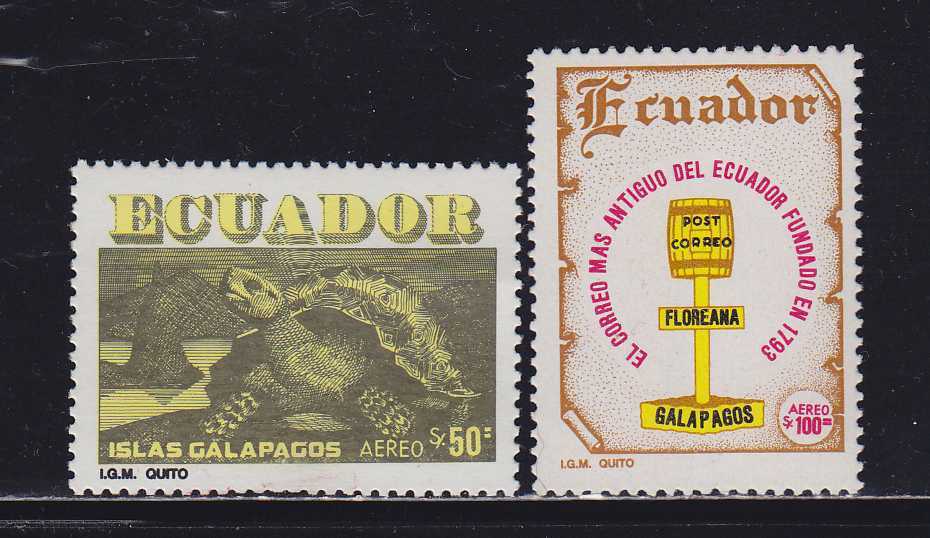 ECUADOR
ISLAS GALAPAGOS AEREO S/. 50=
I.G.M. QUITO
Ecuador
EL CORREO MAS ANTIGUO DEL ECUADOR FUNDADO EN 1793
POST
CORREO
FLOREANA
GALAPAGOS
AEREO
S/. 100=
I.G.M. QUITO